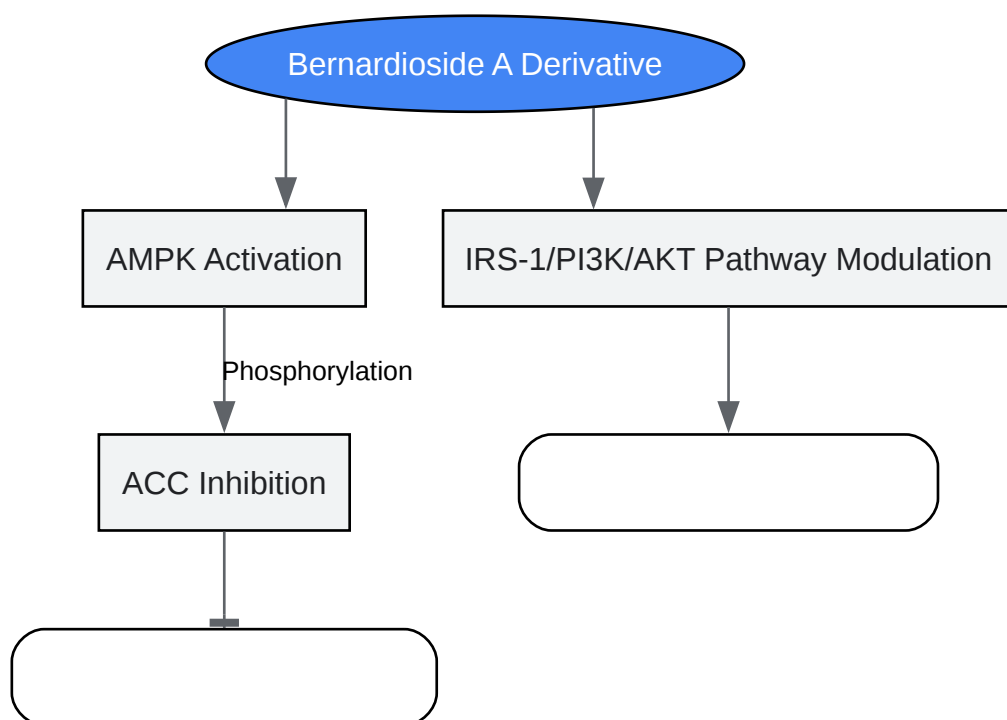 Bernardioside A Derivative
AMPK Activation
IRS-1/PI3K/AKT Pathway Modulation
Phosphorylation
ACC Inhibition